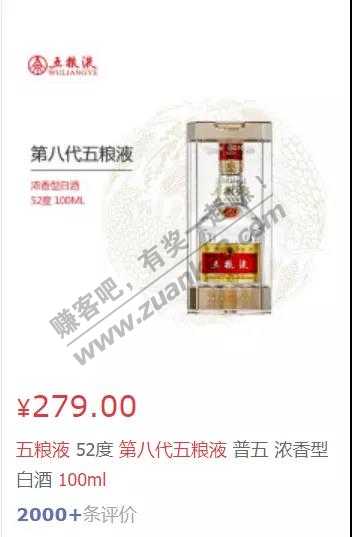 五粮液
WULIANGYE
第八代五粮液
浓香型白酒
52度 100ML
五粮液
赚客吧，有奖一起赚！
www.zuanke8.com
¥279.00
五粮液 52度 第八代五粮液 普五 浓香型
白酒 100ml
2000+条评价